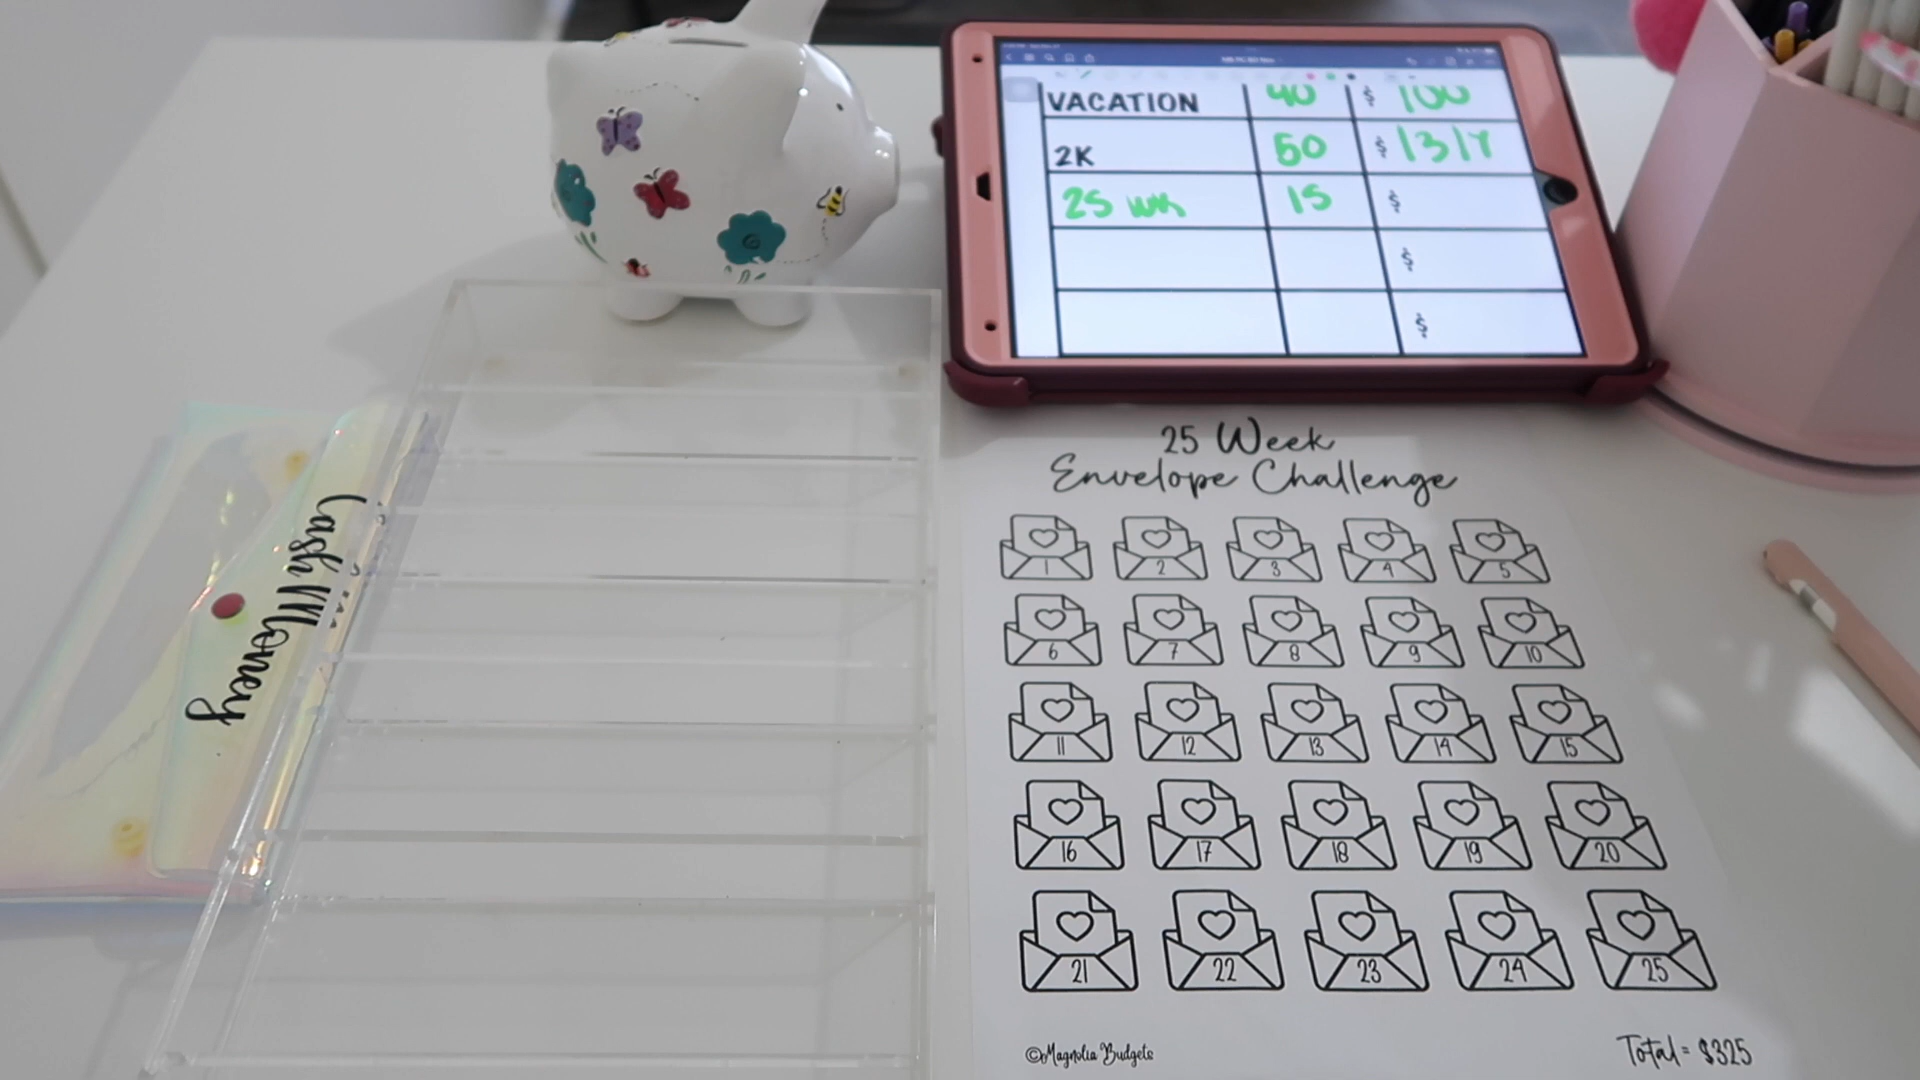 VACATION 40 $ 100
2K 50 $ 1317
25 wk 15 $
$
$
Cash Money
25 Week
Envelope Challenge
1 2 3 4 5
6 7 8 9 10
11 12 13 14 15
16 17 18 19 20
21 22 23 24 25
©Magnolia Budgets
Total = $325